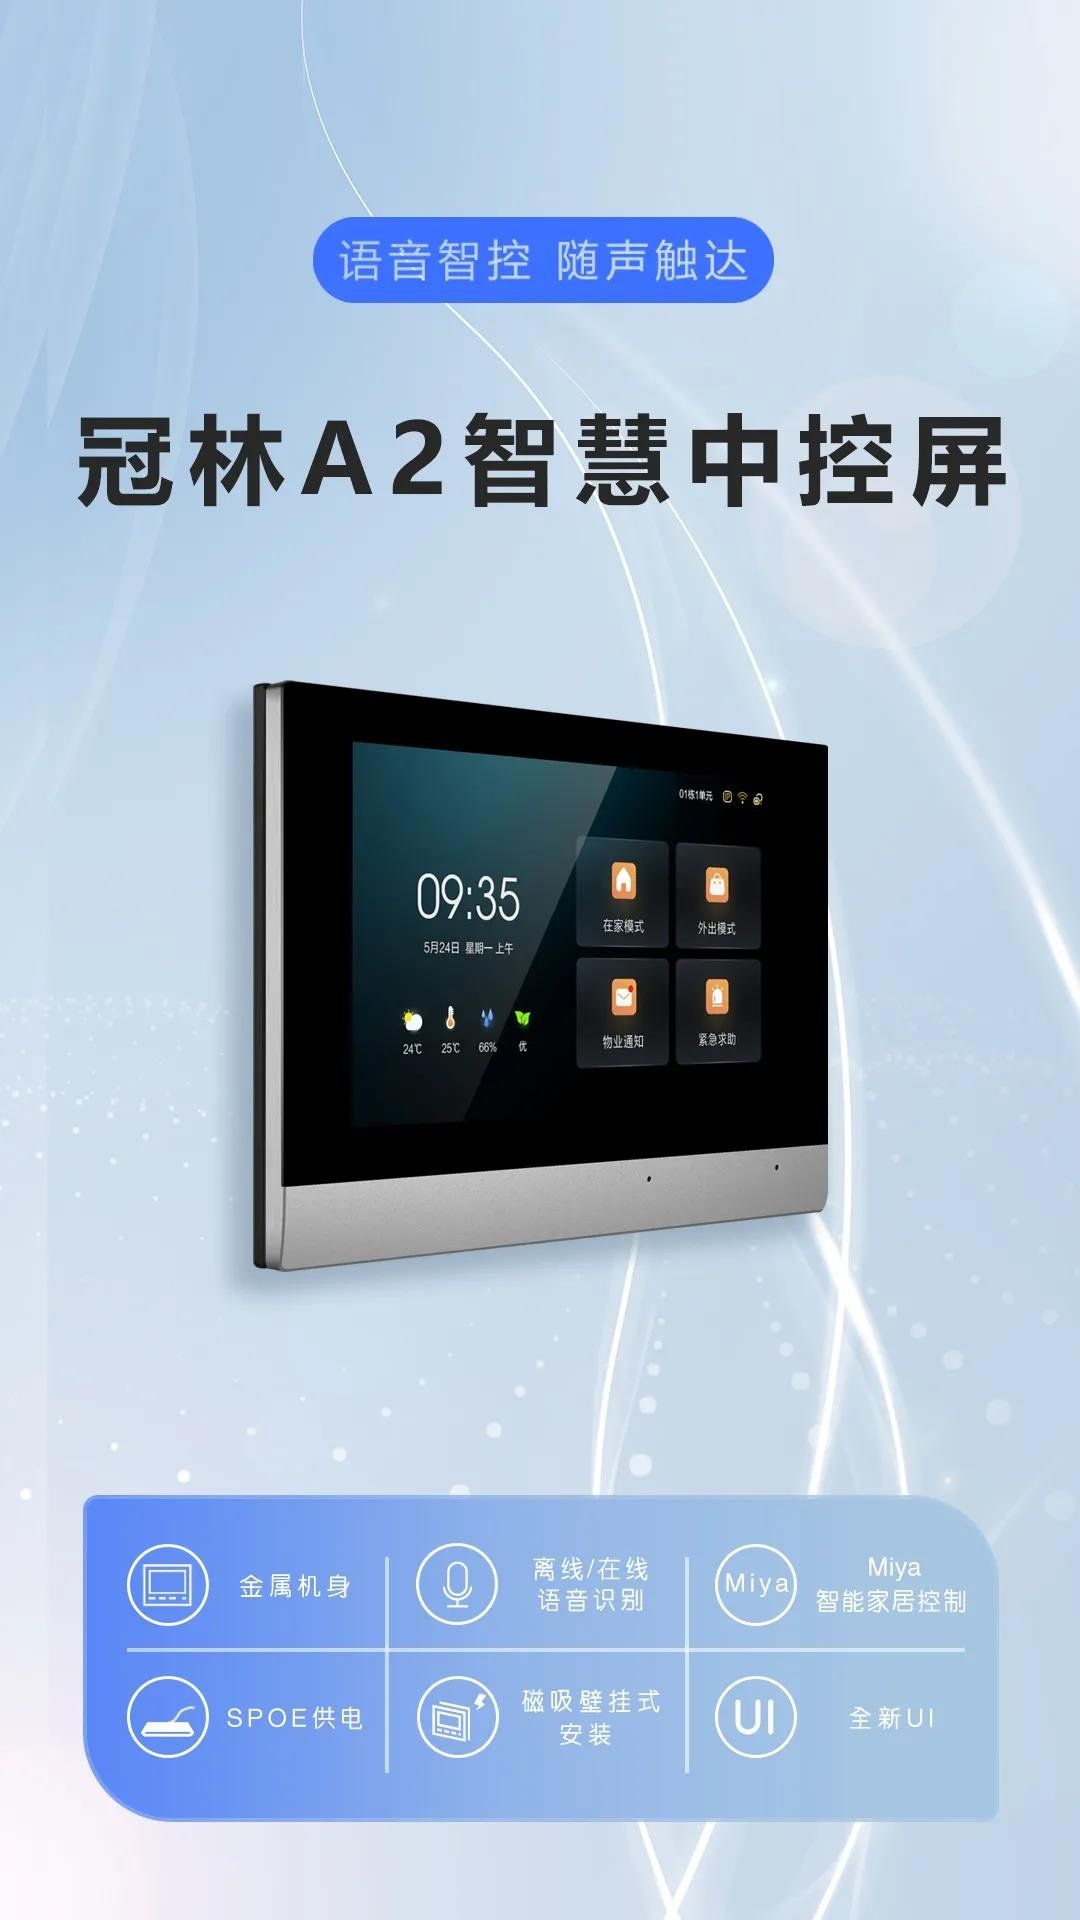 语音智控 随声触达
冠林A2智慧中控屏
01栋1单元
09:35
5月24日 星期一 上午
24℃ 25℃ 66% 优
在家模式
外出模式
物业通知
紧急求助
金属机身
离线/在线
语音识别
Miya
Miya
智能家居控制
SPOE供电
磁吸壁挂式
安装
UI
全新UI